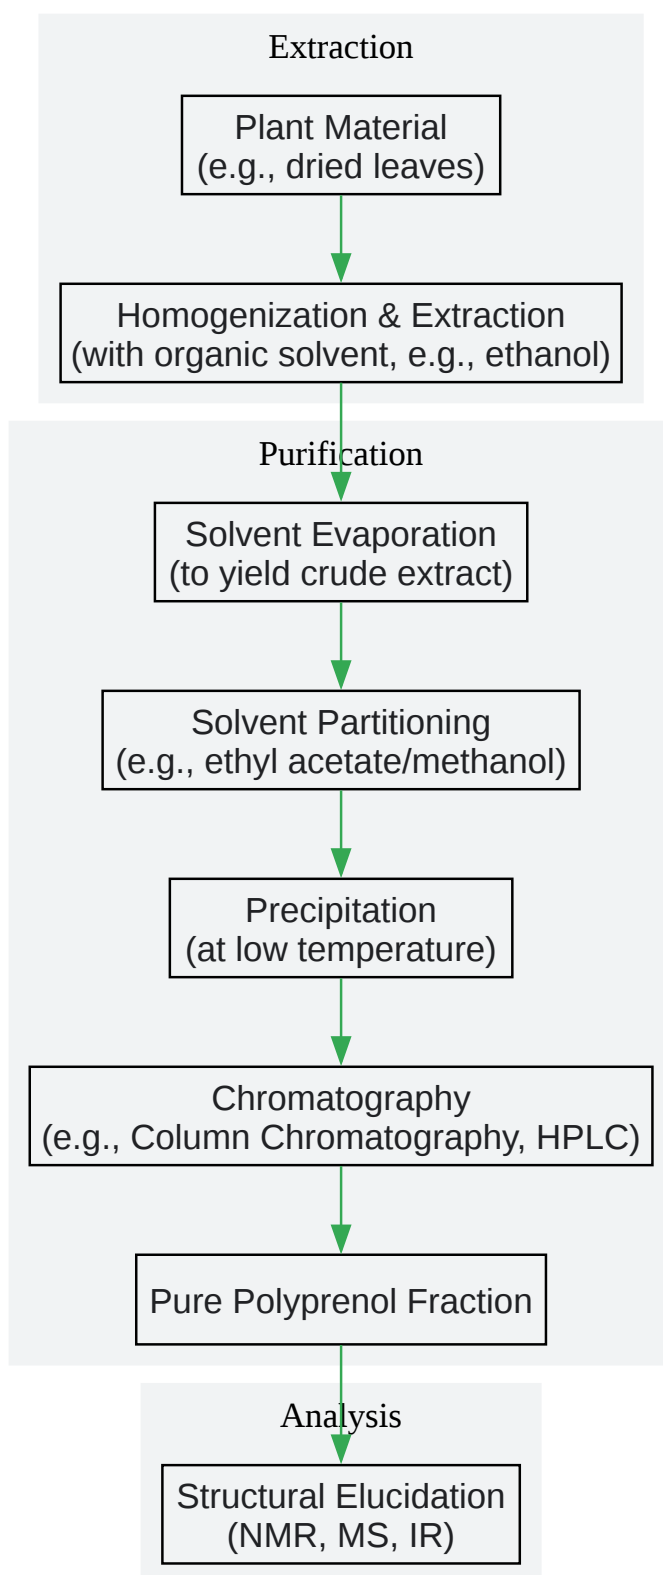 Extraction
Plant Material
(e.g., dried leaves)
Homogenization & Extraction
(with organic solvent, e.g., ethanol)
Purification
Solvent Evaporation
(to yield crude extract)
Solvent Partitioning
(e.g., ethyl acetate/methanol)
Precipitation
(at low temperature)
Chromatography
(e.g., Column Chromatography, HPLC)
Pure Polyprenol Fraction
Analysis
Structural Elucidation
(NMR, MS, IR)